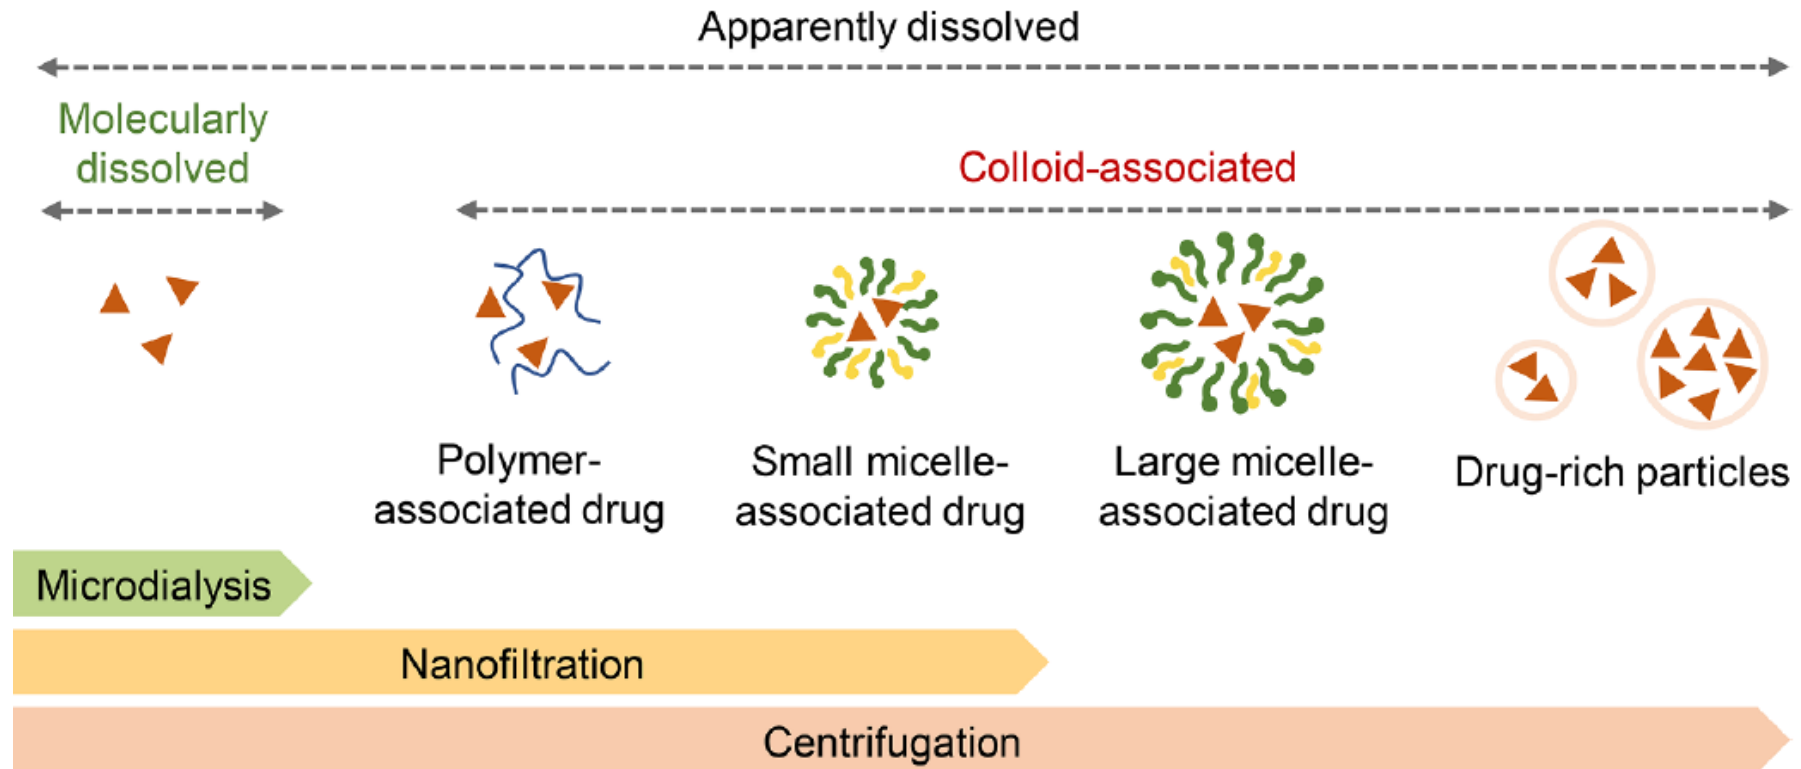 Apparently dissolved
Molecularly
dissolved
Colloid-associated
Polymer-
associated drug
Small micelle-
associated drug
Large micelle-
associated drug
Drug-rich particles
Microdialysis
Nanofiltration
Centrifugation